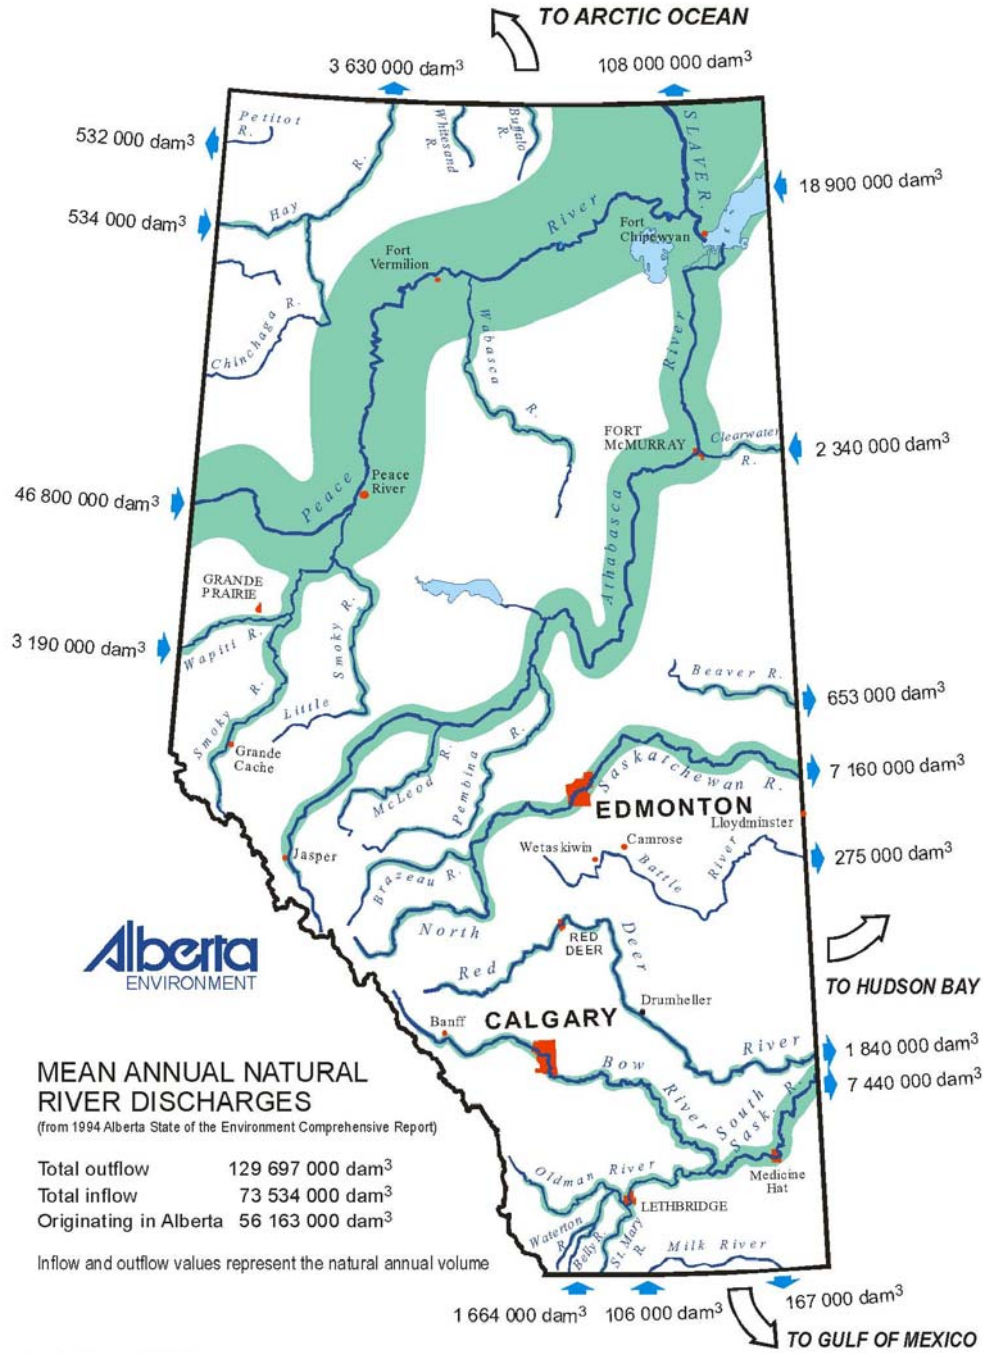 TO ARCTIC OCEAN
3 630 000 dam³
108 000 000 dam³
532 000 dam³
Petitot
R.
Whitesand
R.
Buffalo
R.
SLAVE R.
18 900 000 dam³
534 000 dam³
Hay R.
River
Fort
Chipewyan
Fort
Vermilion
Chinchaga R.
Wabasca R.
River
FORT
McMURRAY
Clearwater
R.
2 340 000 dam³
46 800 000 dam³
Peace
Peace
River
Athabasca
GRANDE
PRAIRIE
3 190 000 dam³
Wapiti R.
Smoky R.
Little Smoky R.
Beaver R.
653 000 dam³
Grande
Cache
McLeod R.
Pembina R.
Saskatchewan R.
7 160 000 dam³
EDMONTON
Lloydminster
Jasper
Wetaskiwin
Camrose
Battle River
275 000 dam³
Brazeau R.
North
Alberta
ENVIRONMENT
RED
DEER
Red Deer
TO HUDSON BAY
Drumheller
Banff
CALGARY
River
1 840 000 dam³
7 440 000 dam³
Bow River
South
Sask. R.
MEAN ANNUAL NATURAL
RIVER DISCHARGES
(from 1994 Alberta State of the Environment Comprehensive Report)
Total outflow 129 697 000 dam³
Total inflow 73 534 000 dam³
Originating in Alberta 56 163 000 dam³
Inflow and outflow values represent the natural annual volume
Oldman River
Medicine
Hat
LETHBRIDGE
Waterton
R.
Belly R.
St. Mary
R.
Milk River
1 664 000 dam³
106 000 dam³
167 000 dam³
TO GULF OF MEXICO